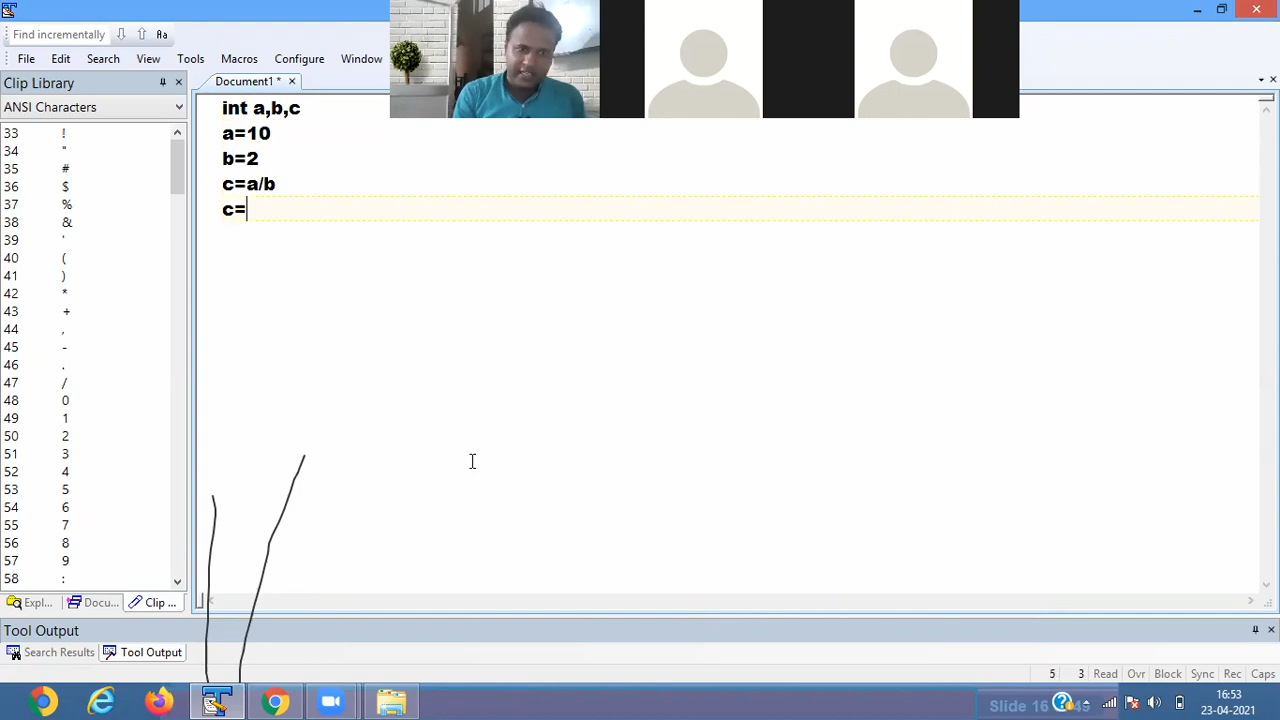 Find incrementally
Aa
File Edit Search View Tools Macros Configure Window
Clip Library
Document1 *
ANSI Characters
33 !
34 "
35 #
36 $
37 %
38 &
39 '
40 (
41 )
42 *
43 +
44 ,
45 -
46 .
47 /
48 0
49 1
50 2
51 3
52 4
53 5
54 6
55 7
56 8
57 9
58 :
int a,b,c
a=10
b=2
c=a/b
c=
Expl... Docu... Clip ...
Tool Output
Search Results Tool Output
5 3 Read Ovr Block Sync Rec Caps
Slide 16
16:53
23-04-2021